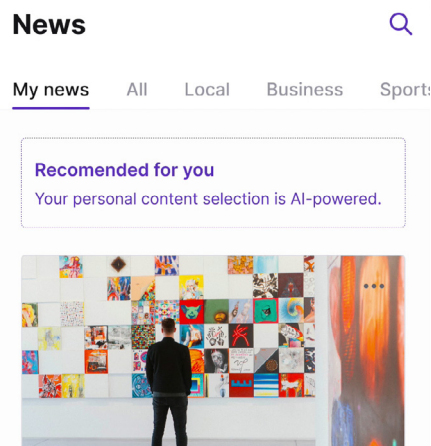 News
My news All Local Business Sports
Recomended for you
Your personal content selection is AI-powered.